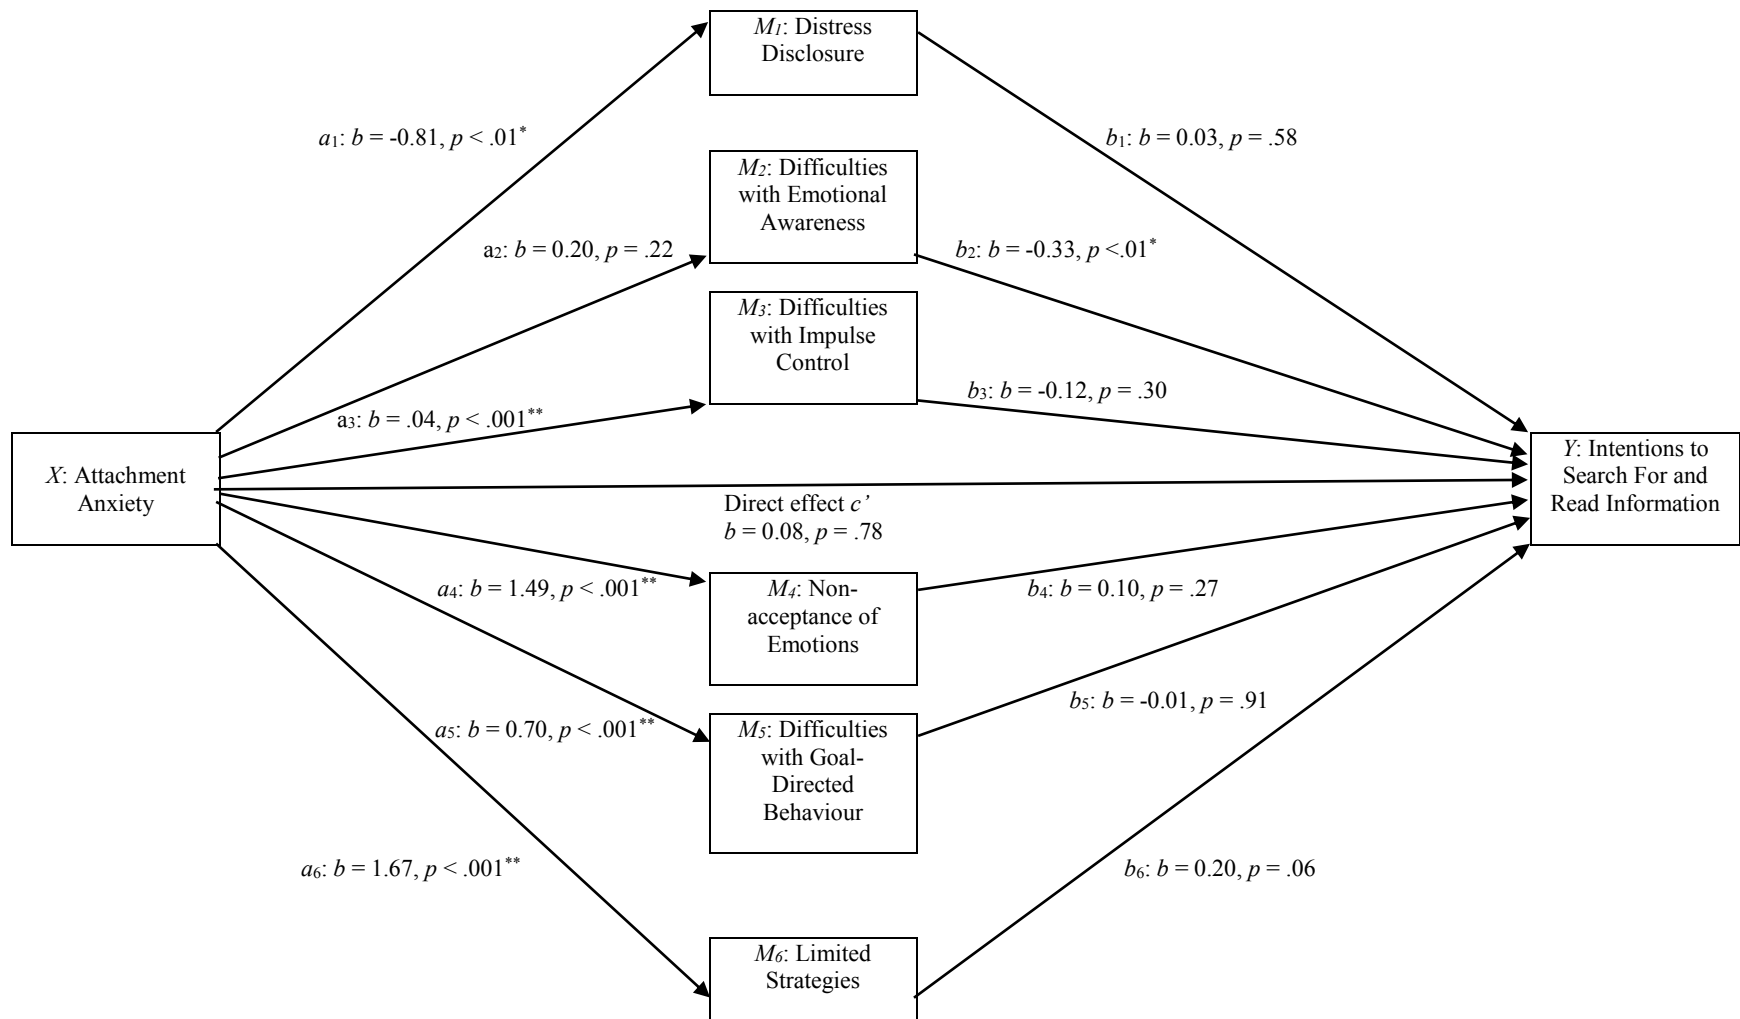 M1: Distress
Disclosure
a1: b = -0.81, p < .01*
b1: b = 0.03, p = .58
M2: Difficulties
with Emotional
Awareness
a2: b = 0.20, p = .22
b2: b = -0.33, p <.01*
M3: Difficulties
with Impulse
Control
a3: b = .04, p < .001**
b3: b = -0.12, p = .30
X: Attachment
Anxiety
Y: Intentions to
Search For and
Read Information
Direct effect c’
b = 0.08, p = .78
a4: b = 1.49, p < .001**
M4: Non-
acceptance of
Emotions
b4: b = 0.10, p = .27
a5: b = 0.70, p < .001**
M5: Difficulties
with Goal-
Directed
Behaviour
b5: b = -0.01, p = .91
a6: b = 1.67, p < .001**
b6: b = 0.20, p = .06
M6: Limited
Strategies